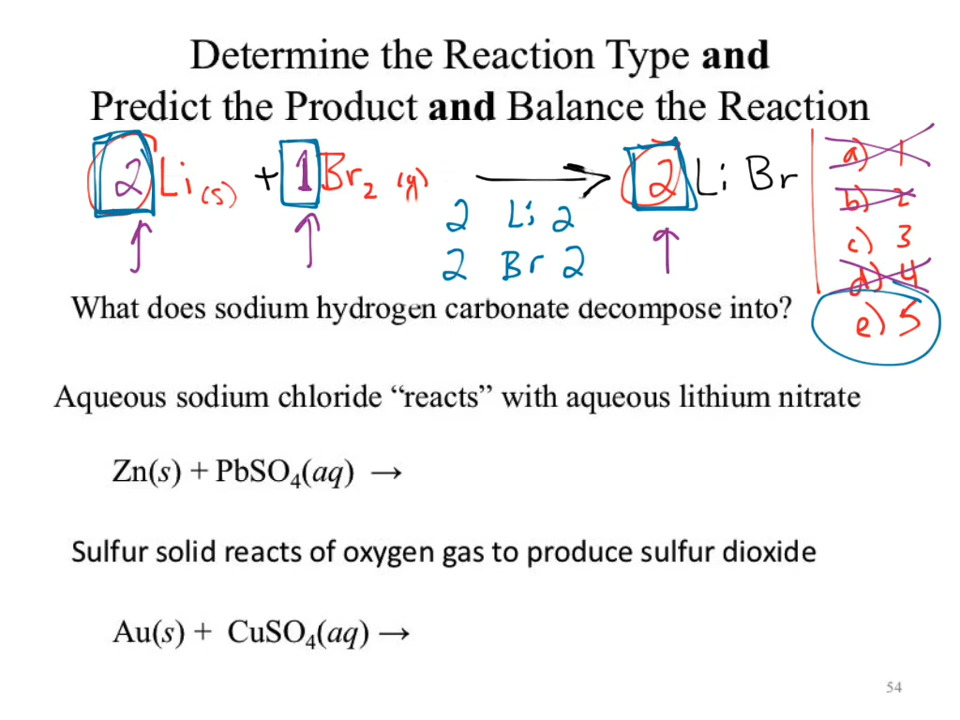 Determine the Reaction Type and
Predict the Product and Balance the Reaction
2 Li (s) + 1 Br₂ (g) → 2 Li Br
2 Li 2
2 Br 2
a) 1
b) 2
c) 3
d) 4
e) 5
What does sodium hydrogen carbonate decompose into?
Aqueous sodium chloride “reacts” with aqueous lithium nitrate
Zn(s) + PbSO₄(aq) →
Sulfur solid reacts of oxygen gas to produce sulfur dioxide
Au(s) + CuSO₄(aq) →
54